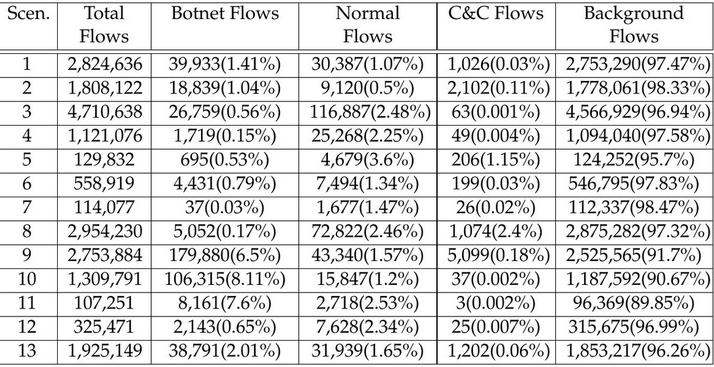 Scen. Total Flows Botnet Flows Normal Flows C&C Flows Background Flows
1 2,824,636 39,933(1.41%) 30,387(1.07%) 1,026(0.03%) 2,753,290(97.47%)
2 1,808,122 18,839(1.04%) 9,120(0.5%) 2,102(0.11%) 1,778,061(98.33%)
3 4,710,638 26,759(0.56%) 116,887(2.48%) 63(0.001%) 4,566,929(96.94%)
4 1,121,076 1,719(0.15%) 25,268(2.25%) 49(0.004%) 1,094,040(97.58%)
5 129,832 695(0.53%) 4,679(3.6%) 206(1.15%) 124,252(95.7%)
6 558,919 4,431(0.79%) 7,494(1.34%) 199(0.03%) 546,795(97.83%)
7 114,077 37(0.03%) 1,677(1.47%) 26(0.02%) 112,337(98.47%)
8 2,954,230 5,052(0.17%) 72,822(2.46%) 1,074(2.4%) 2,875,282(97.32%)
9 2,753,884 179,880(6.5%) 43,340(1.57%) 5,099(0.18%) 2,525,565(91.7%)
10 1,309,791 106,315(8.11%) 15,847(1.2%) 37(0.002%) 1,187,592(90.67%)
11 107,251 8,161(7.6%) 2,718(2.53%) 3(0.002%) 96,369(89.85%)
12 325,471 2,143(0.65%) 7,628(2.34%) 25(0.007%) 315,675(96.99%)
13 1,925,149 38,791(2.01%) 31,939(1.65%) 1,202(0.06%) 1,853,217(96.26%)